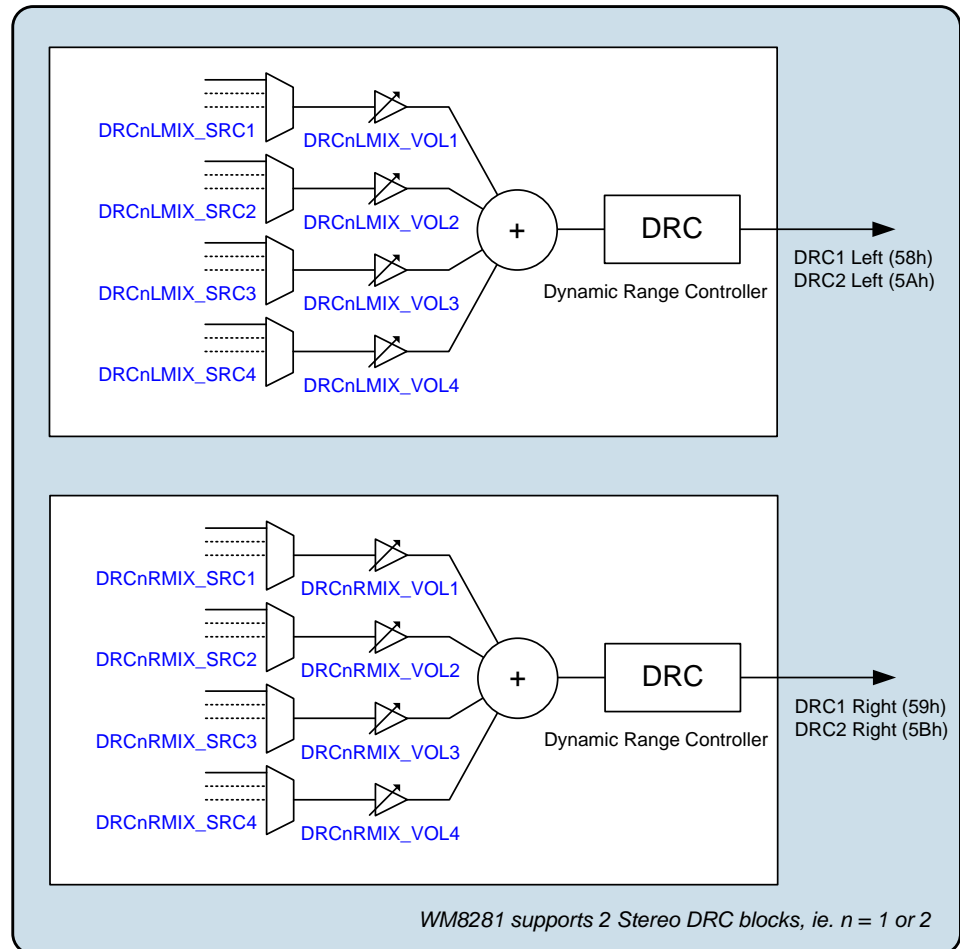 DRCnLMIX_SRC1
DRCnLMIX_VOL1
DRCnLMIX_SRC2
DRCnLMIX_VOL2
DRCnLMIX_SRC3
DRCnLMIX_VOL3
DRCnLMIX_SRC4
DRCnLMIX_VOL4
+
DRC
Dynamic Range Controller
DRC1 Left (58h)
DRC2 Left (5Ah)
DRCnRMIX_SRC1
DRCnRMIX_VOL1
DRCnRMIX_SRC2
DRCnRMIX_VOL2
DRCnRMIX_SRC3
DRCnRMIX_VOL3
DRCnRMIX_SRC4
DRCnRMIX_VOL4
+
DRC
Dynamic Range Controller
DRC1 Right (59h)
DRC2 Right (5Bh)
WM8281 supports 2 Stereo DRC blocks, ie. n = 1 or 2